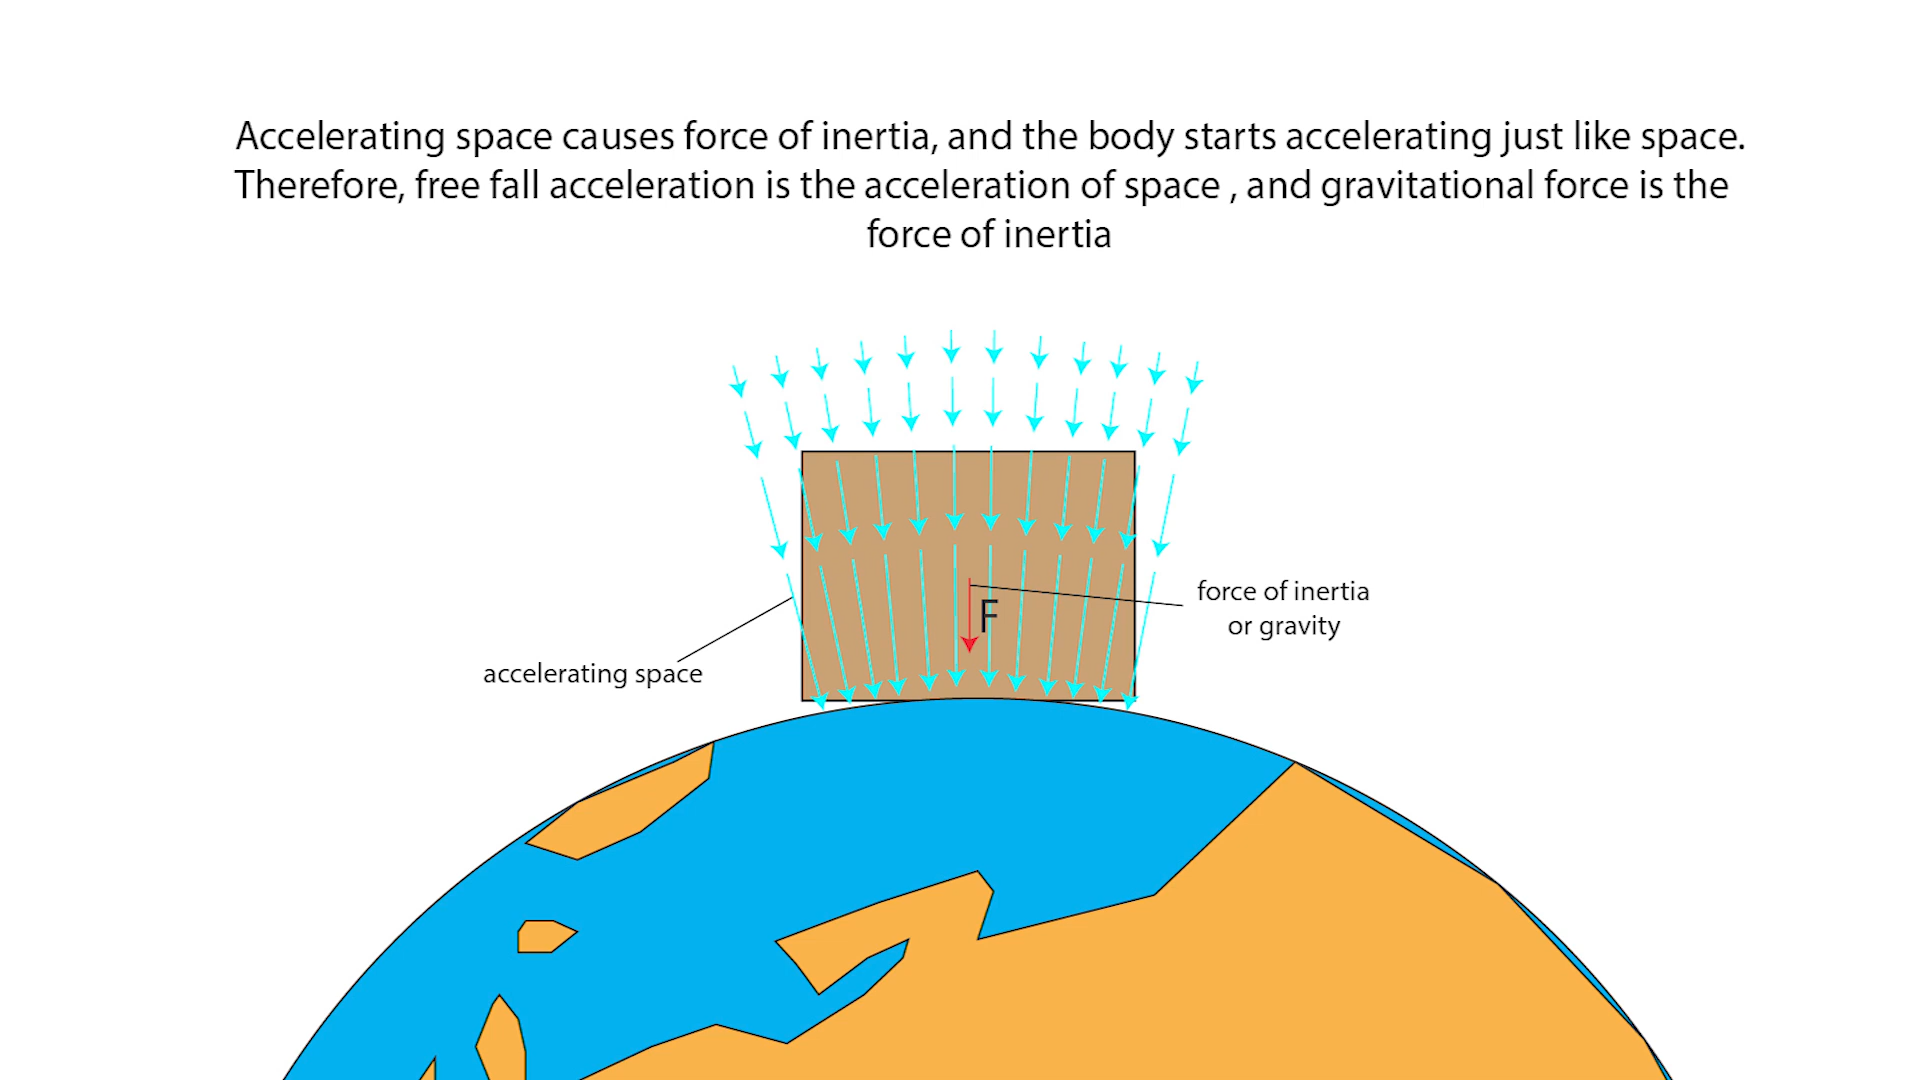 Accelerating space causes force of inertia, and the body starts accelerating just like space.
Therefore, free fall acceleration is the acceleration of space , and gravitational force is the
force of inertia
force of inertia
or gravity
F
accelerating space